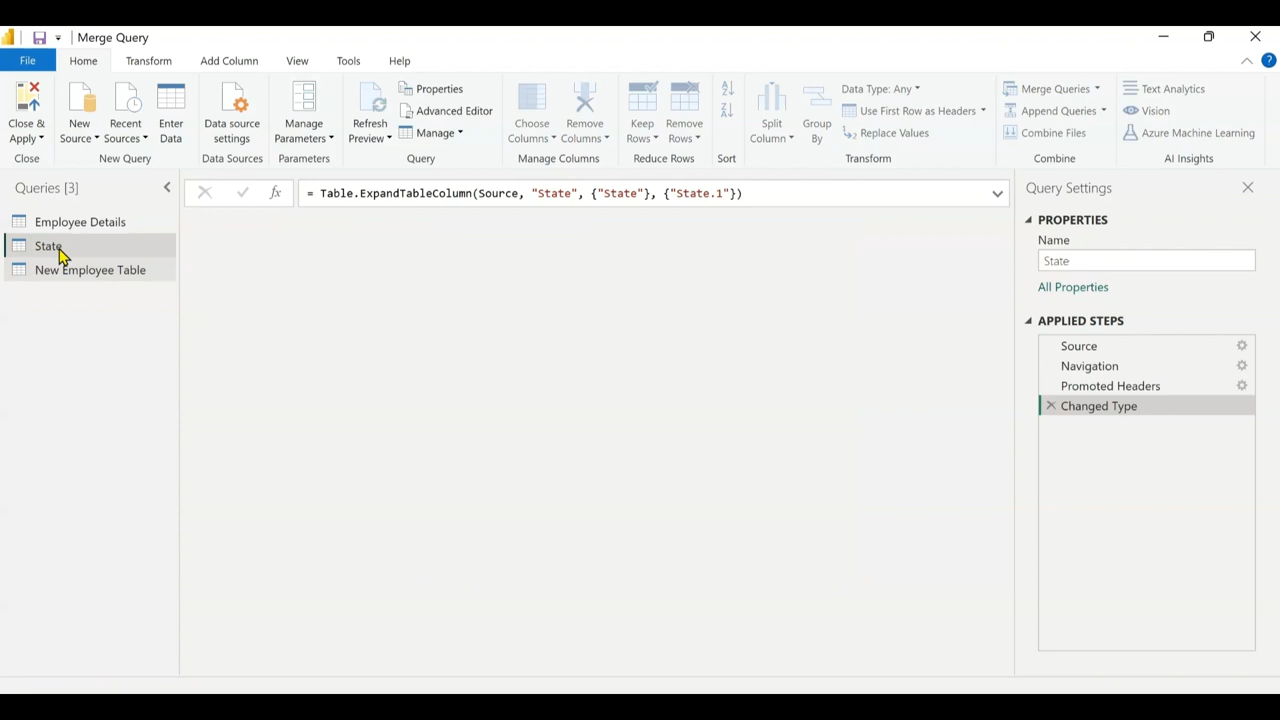 Merge Query
File Home Transform Add Column View Tools Help
Close & Apply
Close
New Source
Recent Sources
Enter Data
New Query
Data source settings
Data Sources
Manage Parameters
Parameters
Refresh Preview
Properties
Advanced Editor
Manage
Query
Choose Columns
Remove Columns
Manage Columns
Keep Rows
Remove Rows
Reduce Rows
A Z
Z A
Sort
Split Column
Group By
Data Type: Any
Use First Row as Headers
1 2 Replace Values
Transform
Merge Queries
Append Queries
Combine Files
Combine
Text Analytics
Vision
Azure Machine Learning
AI Insights
?
Queries [3]
Employee Details
State
New Employee Table
fx
= Table.ExpandTableColumn(Source, "State", {"State"}, {"State.1"})
Query Settings
PROPERTIES
Name
State
All Properties
APPLIED STEPS
Source
Navigation
Promoted Headers
Changed Type